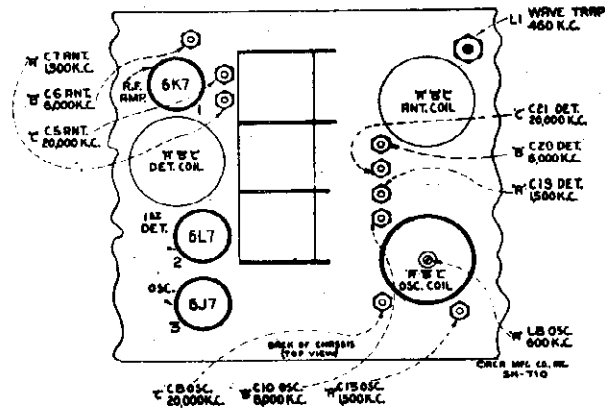 L1 WAVE TRAP
460 K.C.
"A" C7 ANT.
1,500 K.C.
"B" C6 ANT.
6,000 K.C.
"C" C5 ANT.
20,000 K.C.
R.F.
AMP.
6K7
1
"A" "B" "C"
DET. COIL
1ST
DET.
6L7
2
OSC.
6J7
3
"A" "B" "C"
ANT. COIL
"C" C21 DET.
20,000 K.C.
"B" C20 DET.
6,000 K.C.
"A" C19 DET.
1,500 K.C.
"A" "B" "C"
OSC. COIL
"A" L8 OSC.
600 K.C.
BACK OF CHASSIS
(TOP VIEW)
©RCA MFG. CO., INC.
SM-710
"C" C8 OSC.
20,000 K.C.
"B" C10 OSC.
6,000 K.C.
"A" C13 OSC.
1,500 K.C.